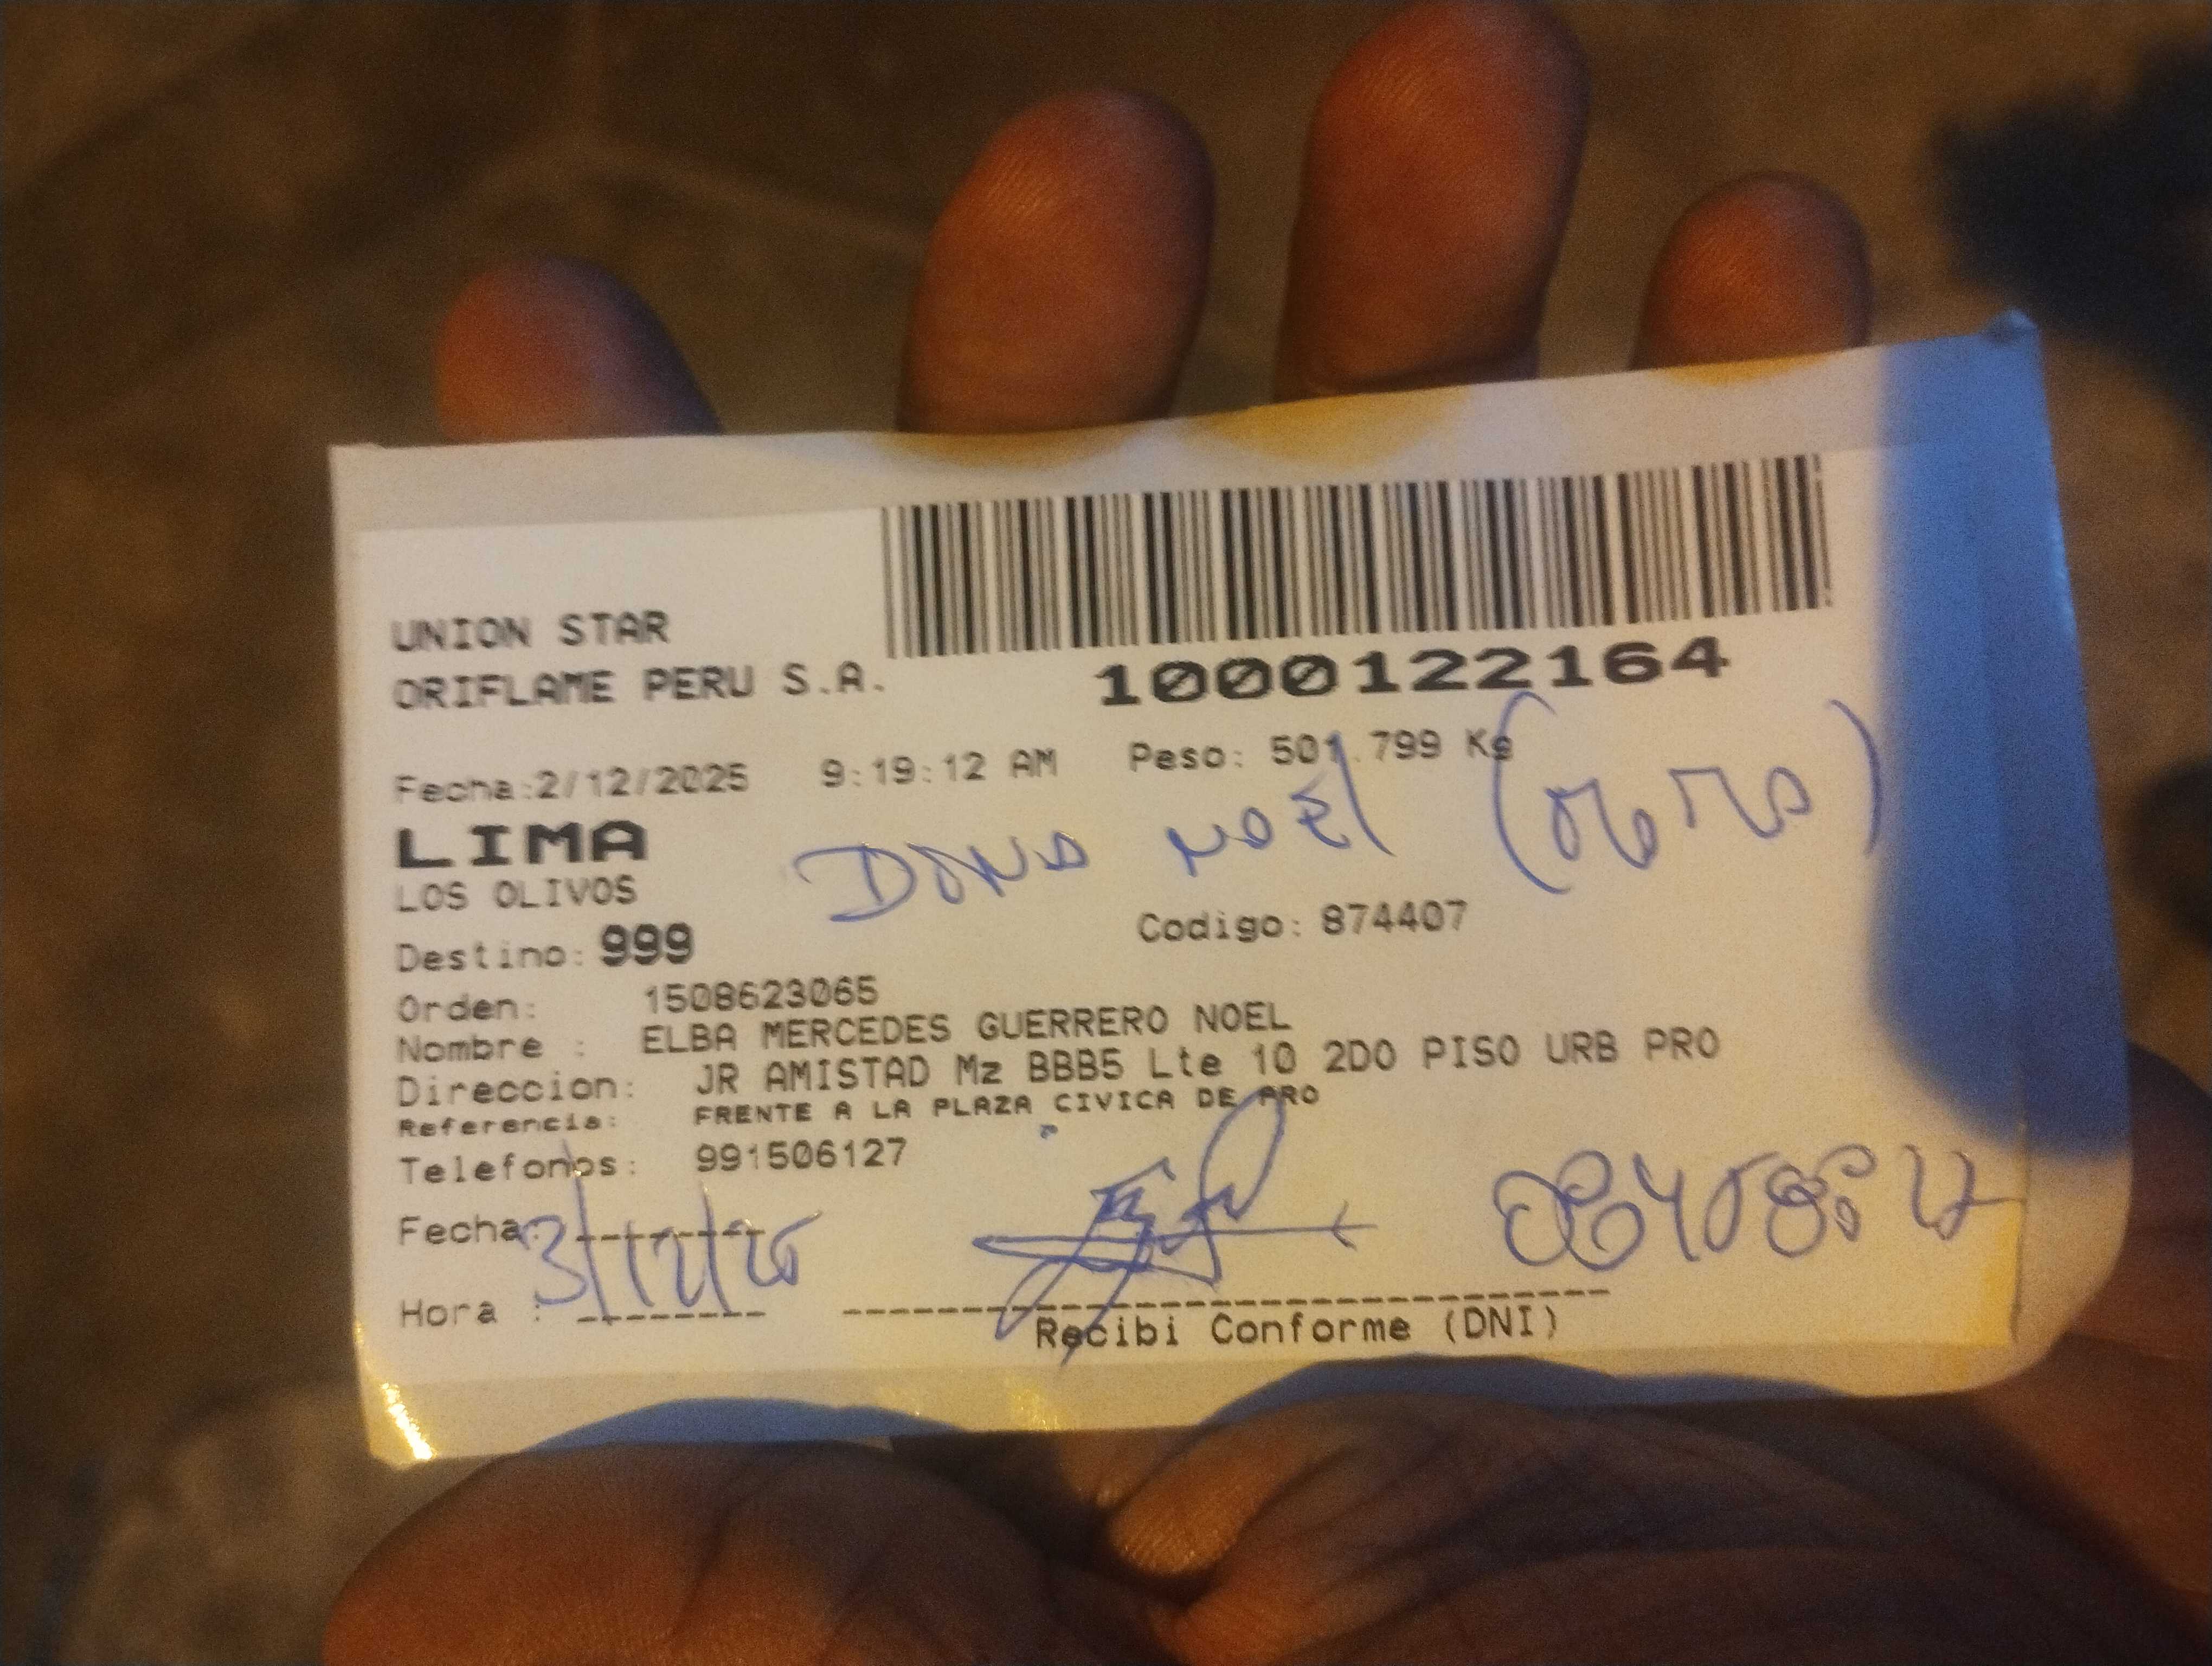 UNION STAR
ORIFLAME PERU S.A.
1000122164
Fecha:2/12/2025 9:19:12 AM Peso: 501.799 Kg
LIMA
LOS OLIVOS
Noel
Destino: 999 Codigo: 874407
Orden: 1508623065
Nombre : ELBA MERCEDES GUERRERO NOEL
Direccion: JR AMISTAD Mz BBB5 Lte 10 2DO PISO URB PRO
Referencia: FRENTE A LA PLAZA CIVICA DE PRO
Telefonos: 991506127
Fecha: 3/12/25
Hora :
Recibi Conforme (DNI)